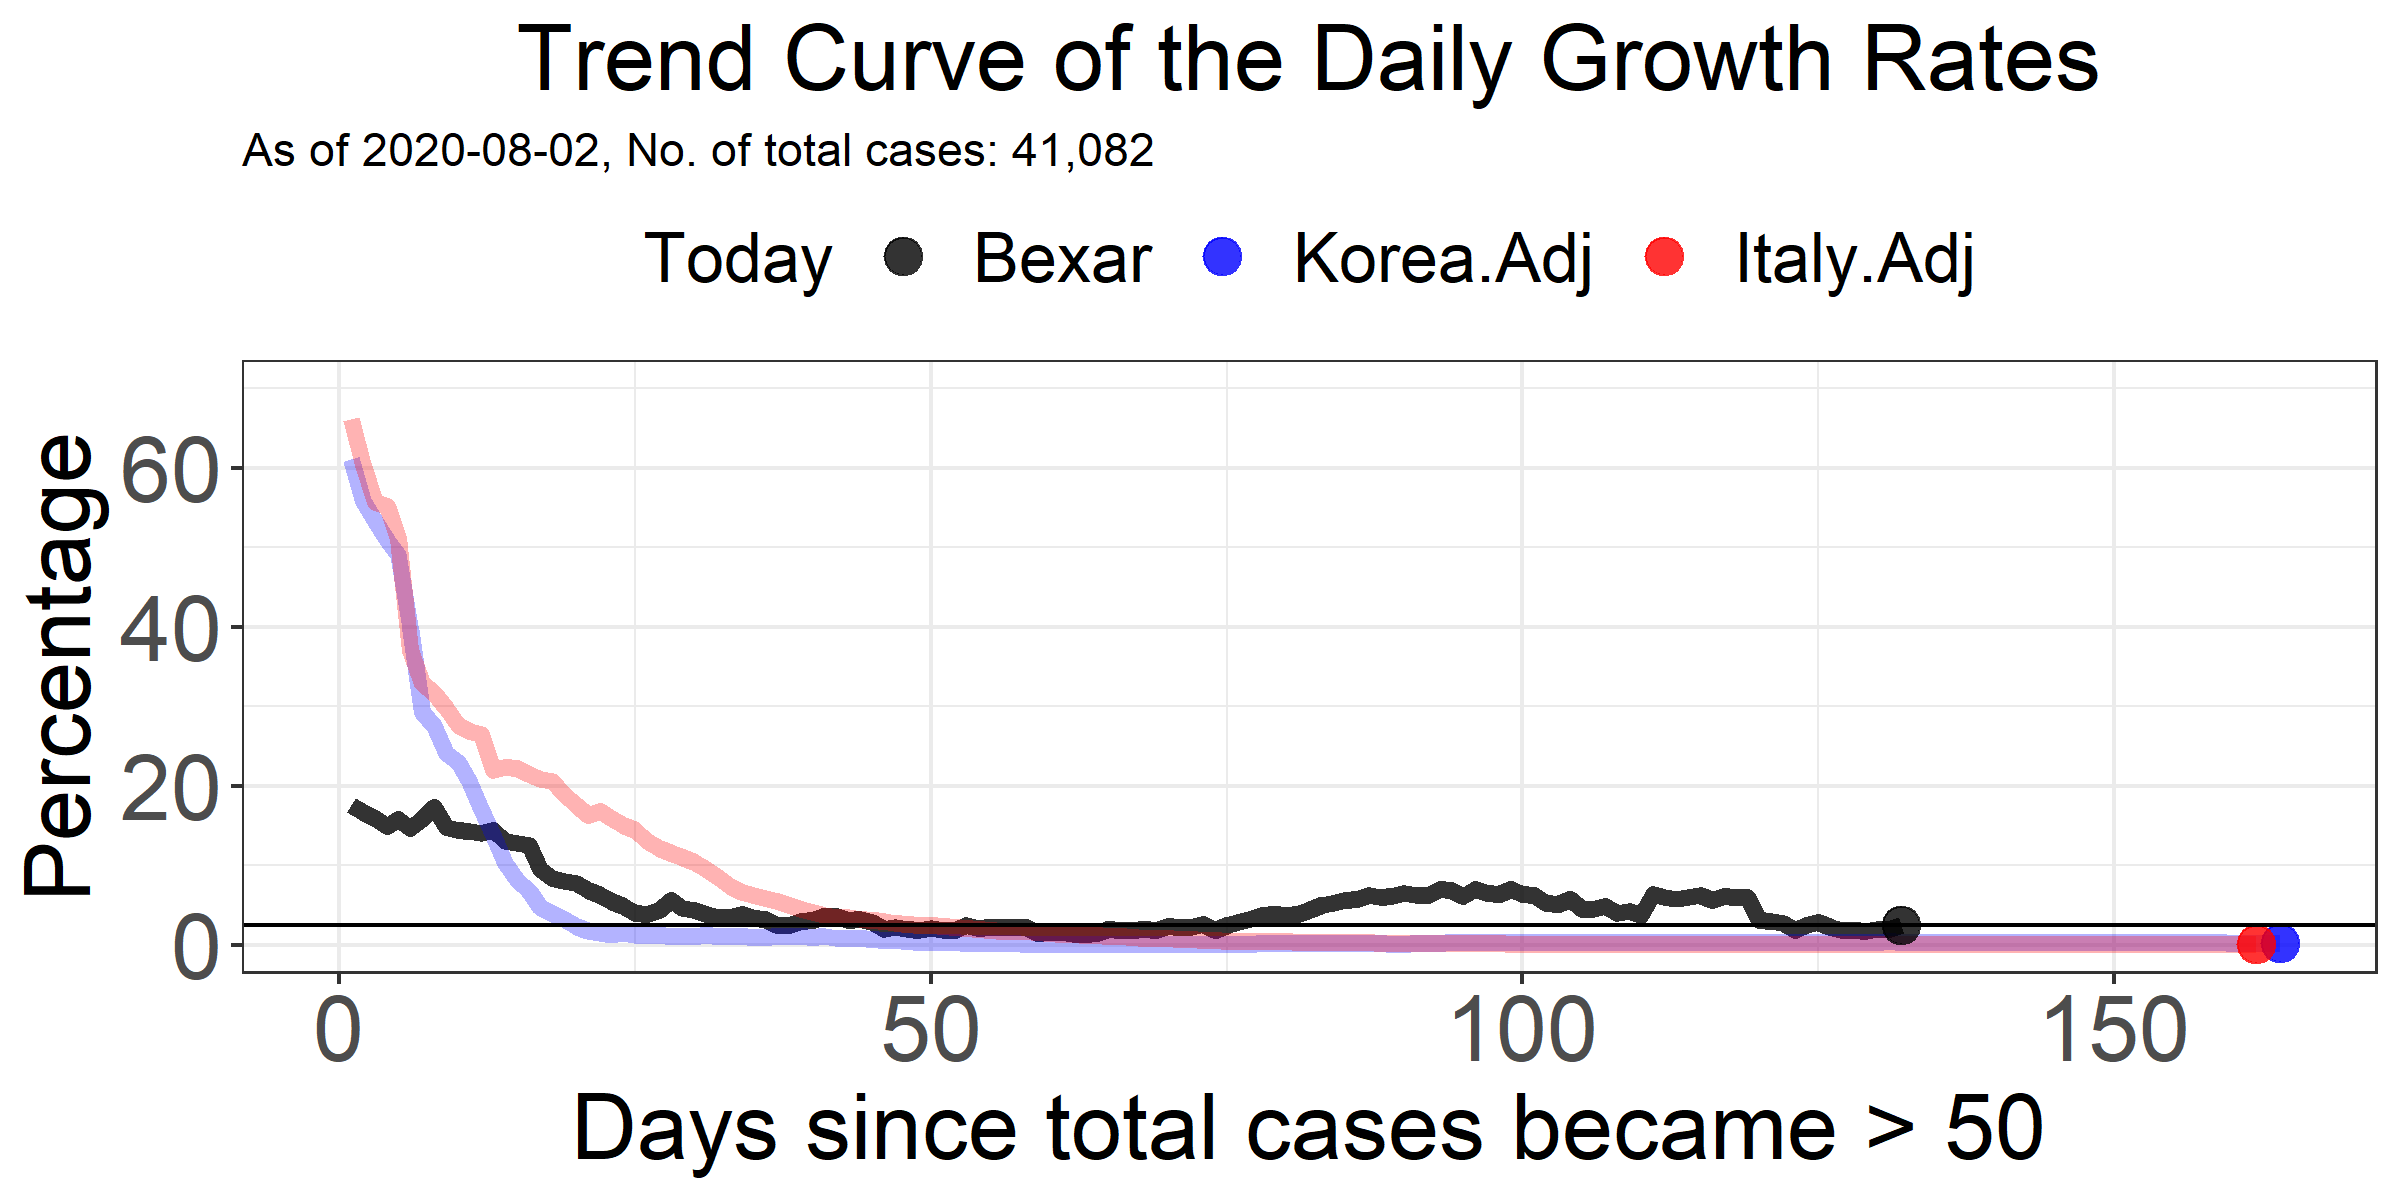 Trend Curve of the Daily Growth Rates
As of 2020-08-02, No. of total cases: 41,082
Today Bexar Korea.Adj Italy.Adj
Percentage
60
40
20
0
0 50 100 150
Days since total cases became > 50